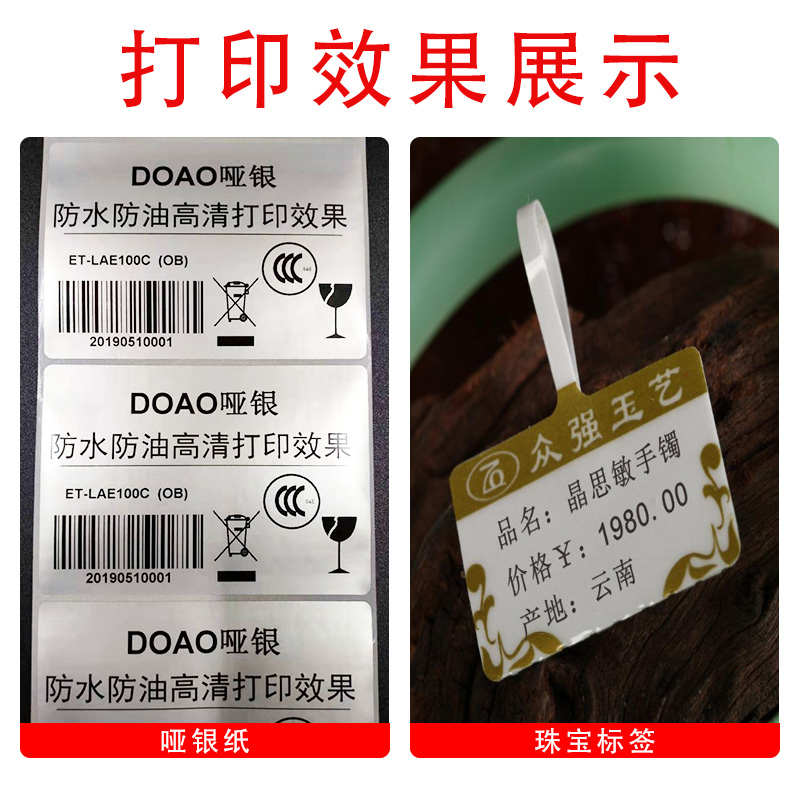 打印效果展示
DOAO哑银
防水防油高清打印效果
ET-LAE100C (OB)
20190510001
DOAO哑银
防水防油高清打印效果
ET-LAE100C (OB)
20190510001
DOAO哑银
防水防油高清打印效果
哑银纸
众强玉艺
品名: 晶思敏手镯
价格￥: 1980.00
产地: 云南
珠宝标签